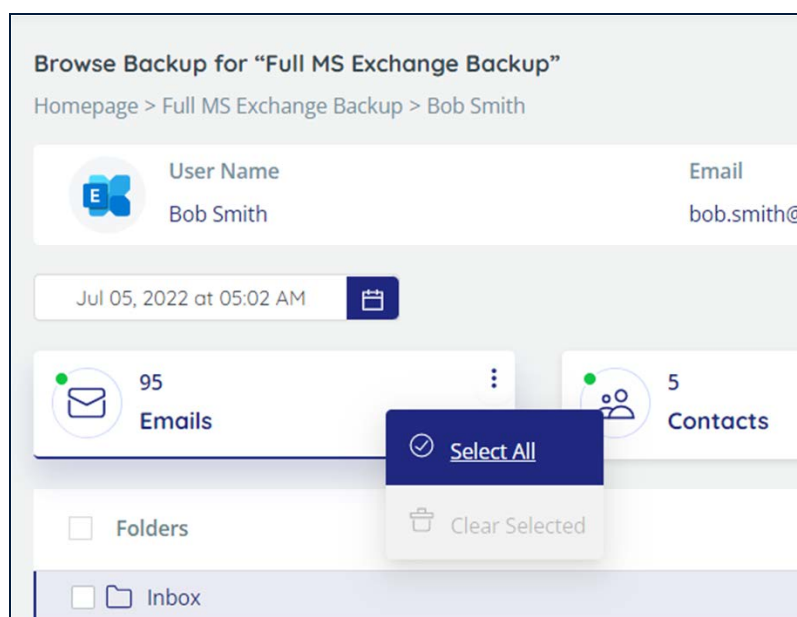 Browse Backup for “Full MS Exchange Backup”
Homepage > Full MS Exchange Backup > Bob Smith
User Name
Email
E
Bob Smith
bob.smith@
Jul 05, 2022 at 05:02 AM
95
Emails
5
Contacts
Select All
Clear Selected
Folders
Inbox